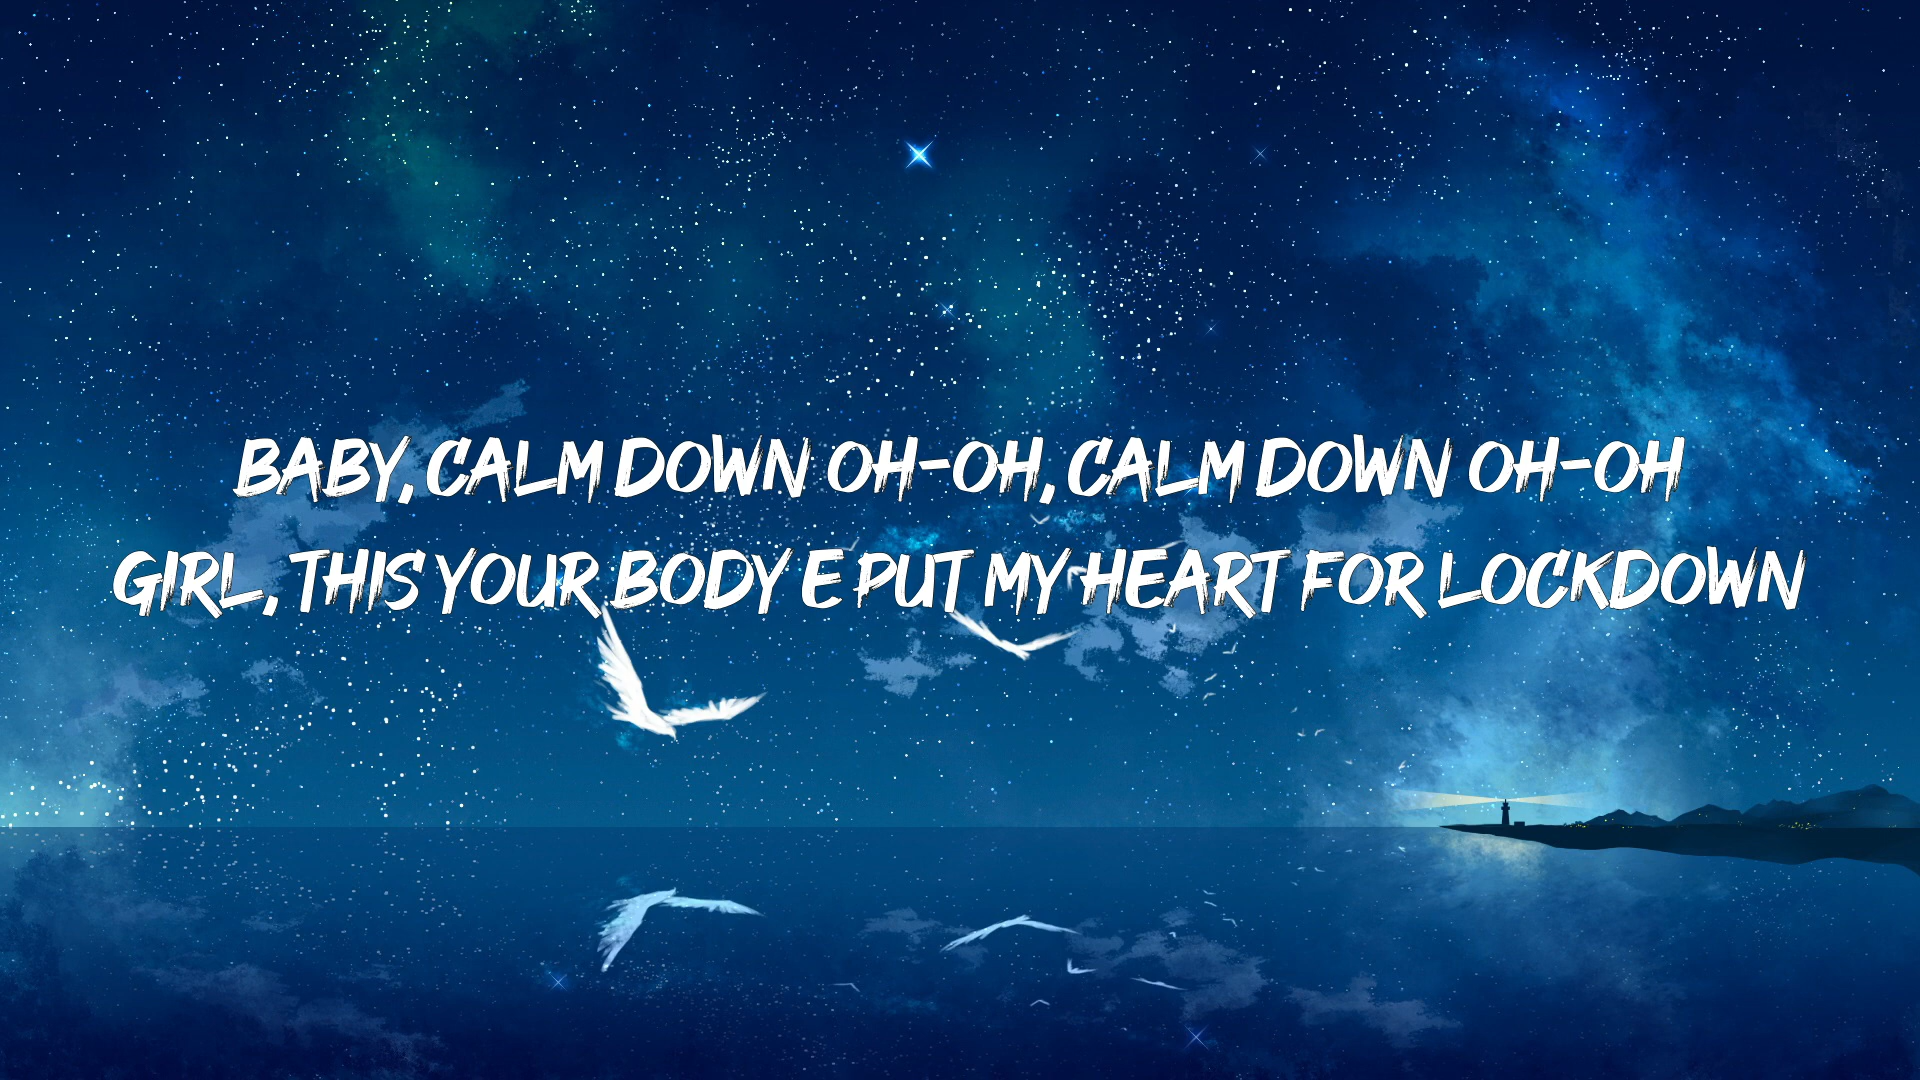 BABY, CALM DOWN OH-OH, CALM DOWN OH-OH
GIRL, THIS YOUR BODY E PUT MY HEART FOR LOCKDOWN